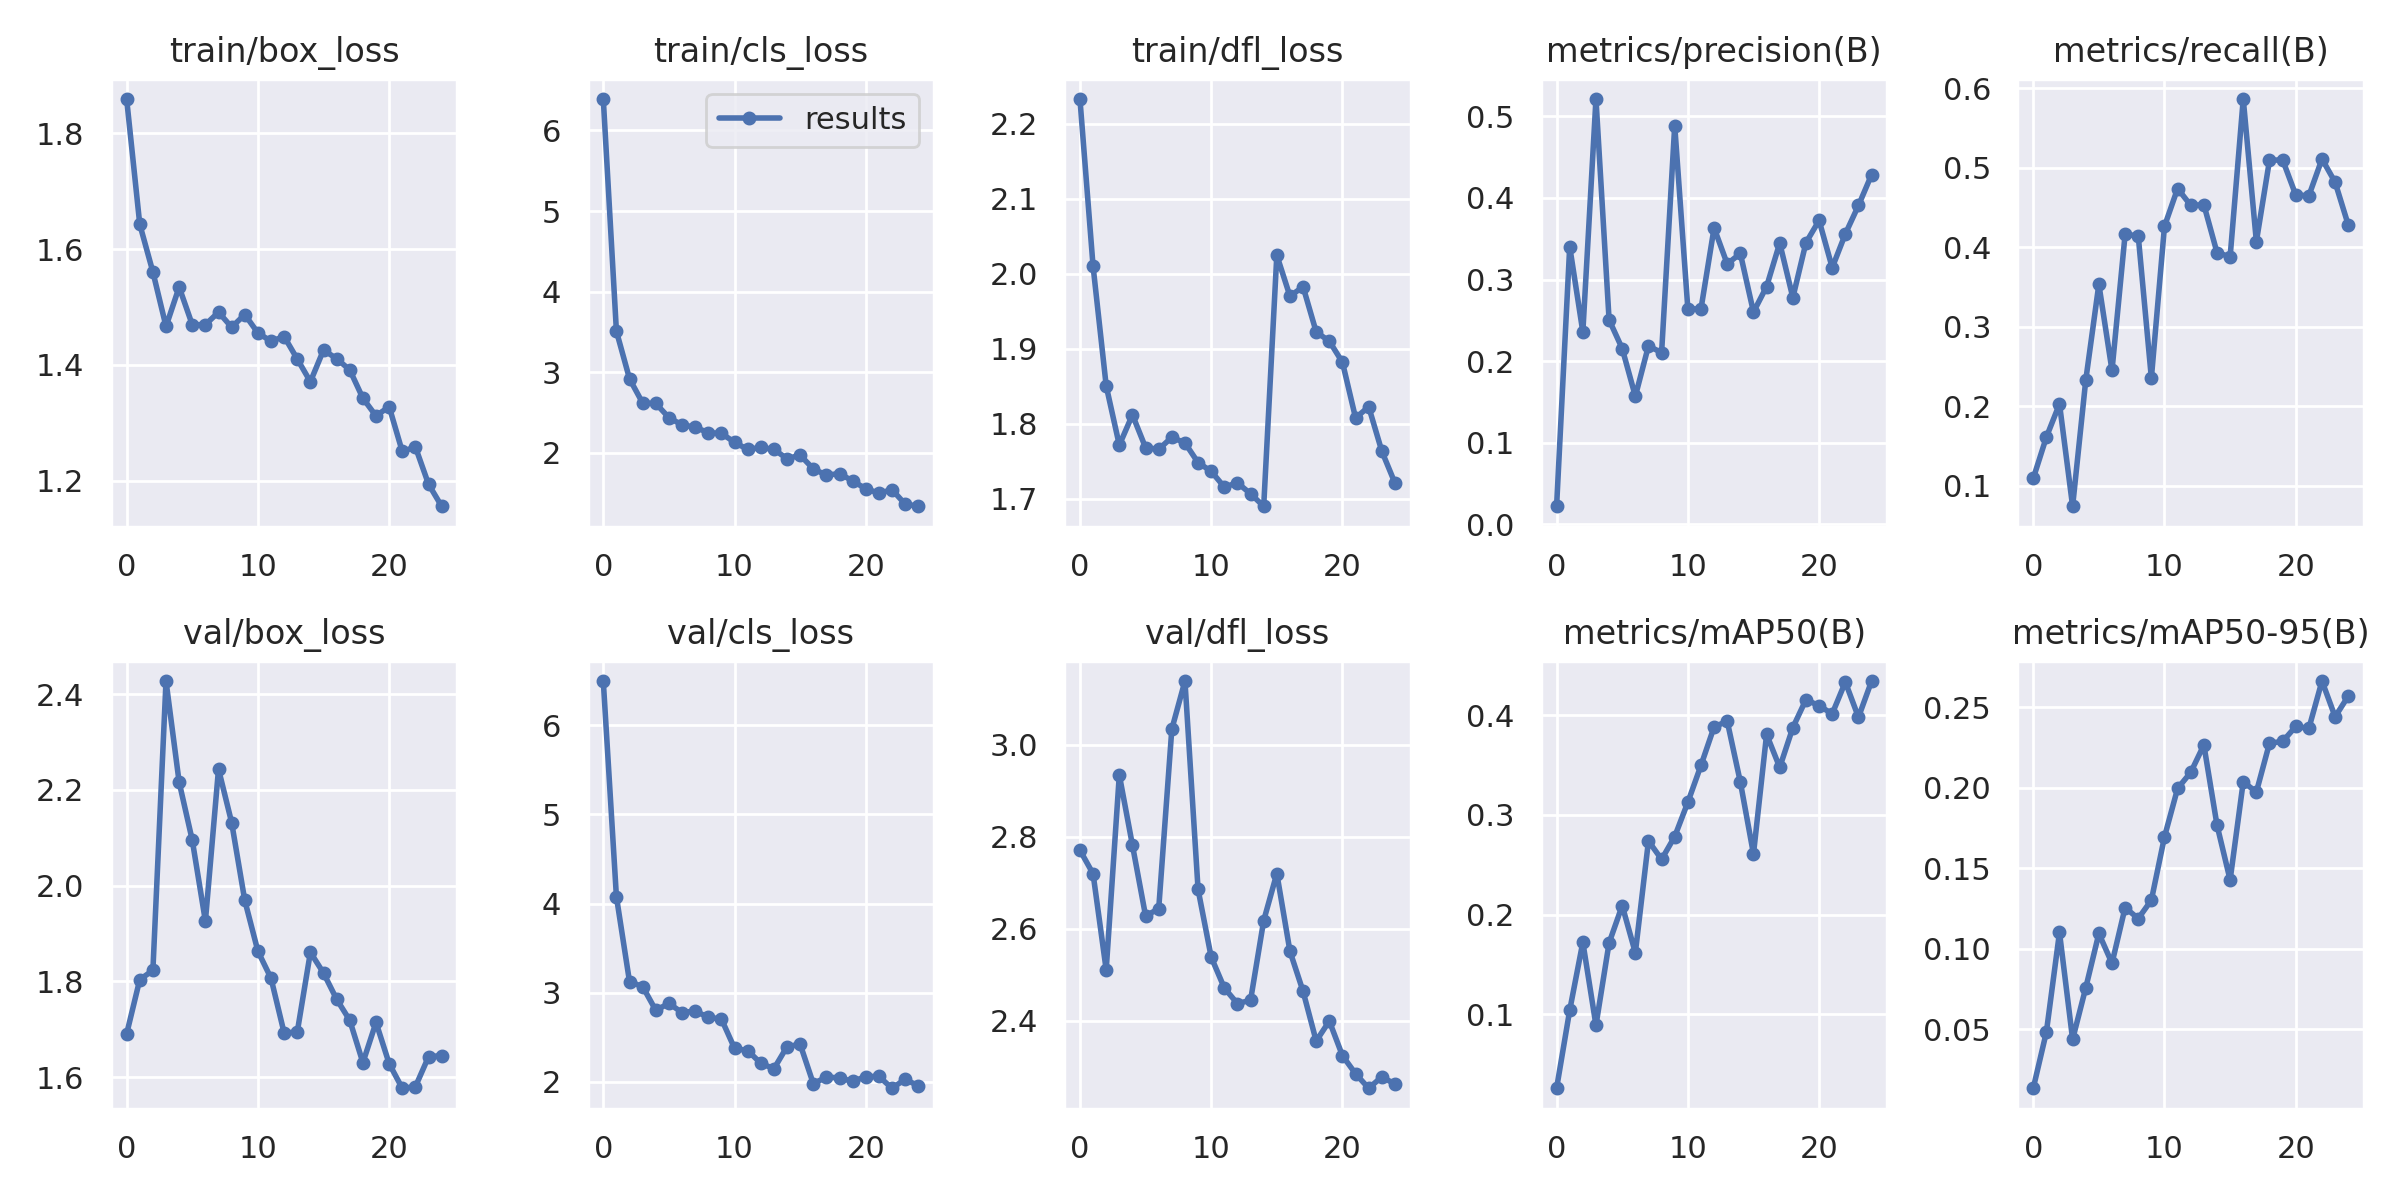 train/box_loss
1.8
1.6
1.4
1.2
0 10 20
train/cls_loss
results
6
5
4
3
2
0 10 20
train/dfl_loss
2.2
2.1
2.0
1.9
1.8
1.7
0 10 20
metrics/precision(B)
0.5
0.4
0.3
0.2
0.1
0.0
0 10 20
metrics/recall(B)
0.6
0.5
0.4
0.3
0.2
0.1
0 10 20
val/box_loss
2.4
2.2
2.0
1.8
1.6
0 10 20
val/cls_loss
6
5
4
3
2
0 10 20
val/dfl_loss
3.0
2.8
2.6
2.4
0 10 20
metrics/mAP50(B)
0.4
0.3
0.2
0.1
0 10 20
metrics/mAP50-95(B)
0.25
0.20
0.15
0.10
0.05
0 10 20